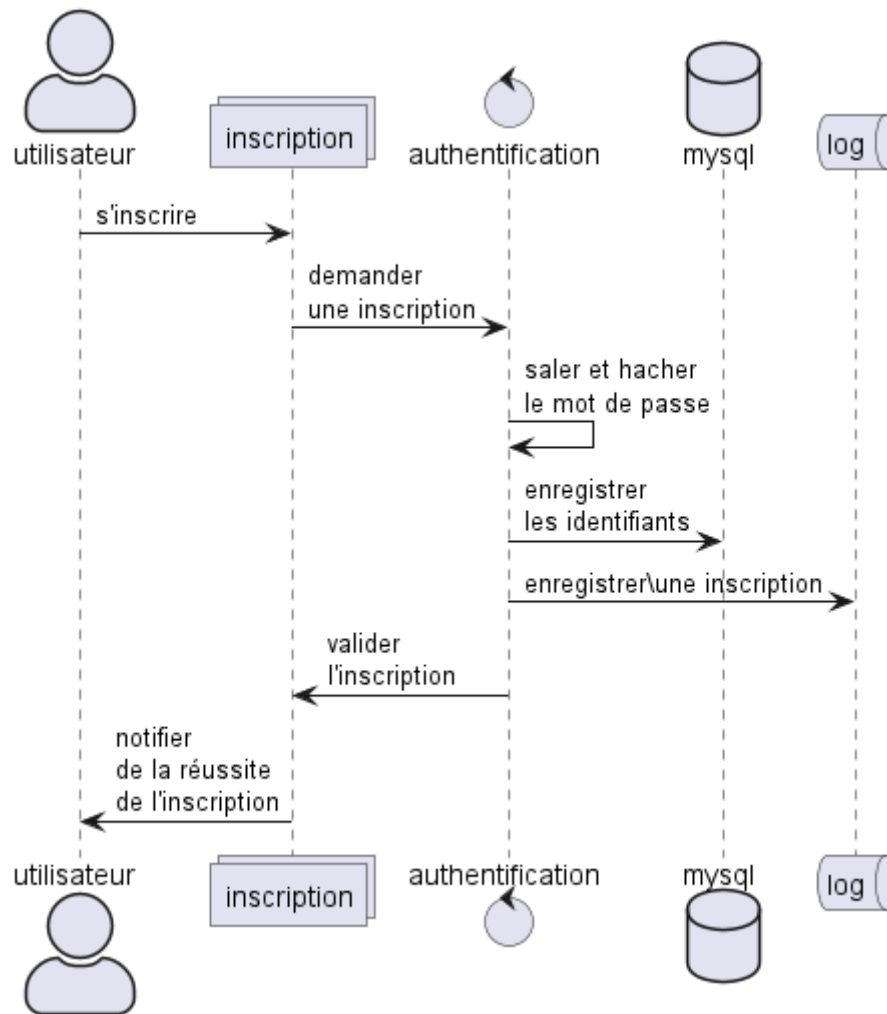 utilisateur
inscription
authentification
mysql
log
s'inscrire
demander
une inscription
saler et hacher
le mot de passe
enregistrer
les identifiants
enregistrer\une inscription
valider
l'inscription
notifier
de la réussite
de l'inscription
utilisateur
inscription
authentification
mysql
log